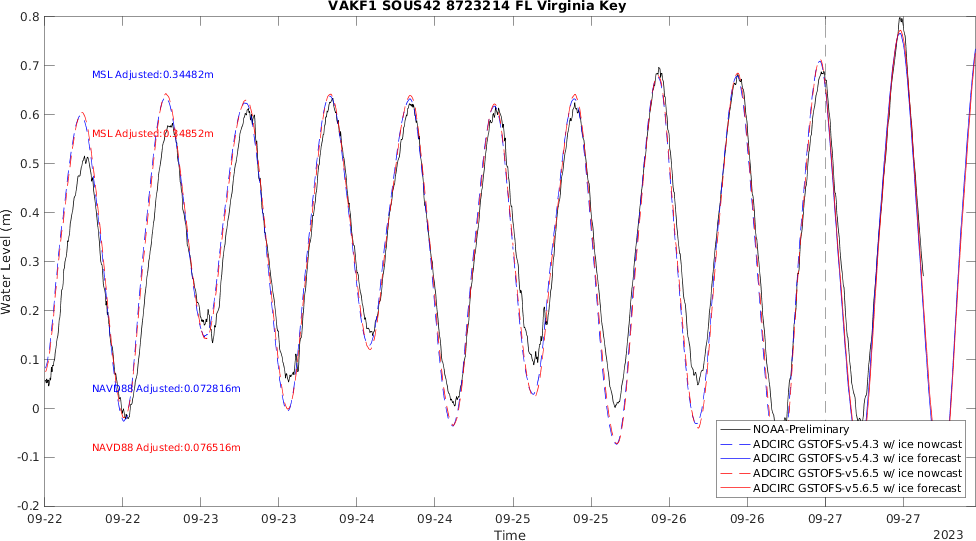 VAKF1 SOUS42 8723214 FL Virginia Key
0.8
0.7
0.6
0.5
0.4
0.3
0.2
0.1
0
-0.1
-0.2
Water Level (m)
MSL Adjusted:0.34482m
MSL Adjusted:0.34852m
NAVD88 Adjusted:0.072816m
NAVD88 Adjusted:0.076516m
NOAA-Preliminary
ADCIRC GSTOFS-v5.4.3 w/ ice nowcast
ADCIRC GSTOFS-v5.4.3 w/ ice forecast
ADCIRC GSTOFS-v5.6.5 w/ ice nowcast
ADCIRC GSTOFS-v5.6.5 w/ ice forecast
09-22 09-22 09-23 09-23 09-24 09-24 09-25 09-25 09-26 09-26 09-27 09-27
Time
2023